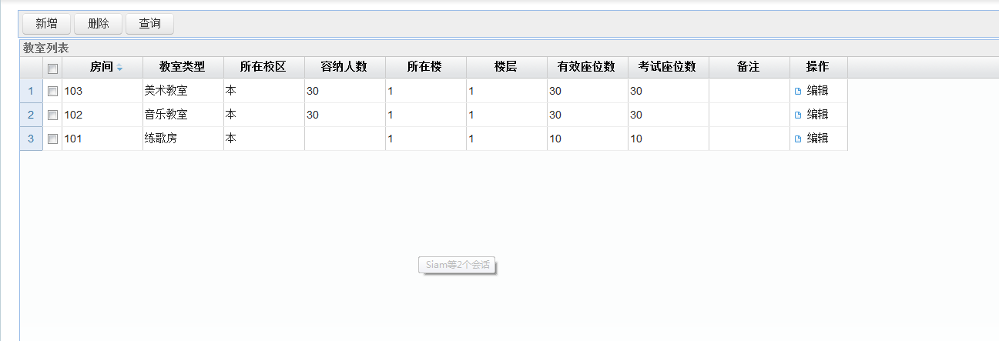 新增 删除 查询
教室列表
房间 教室类型 所在校区 容纳人数 所在楼 楼层 有效座位数 考试座位数 备注 操作
1 103 美术教室 本 30 1 1 30 30 编辑
2 102 音乐教室 本 30 1 1 30 30 编辑
3 101 练歌房 本 1 1 10 10 编辑
Siam等2个会话